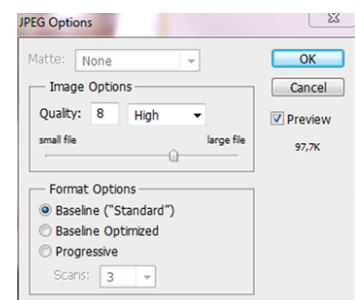 JPEG Options
Matte: None
OK
Image Options
Cancel
Quality: 8 High
Preview
small file large file
97,7K
Format Options
Baseline ("Standard")
Baseline Optimized
Progressive
Scans: 3